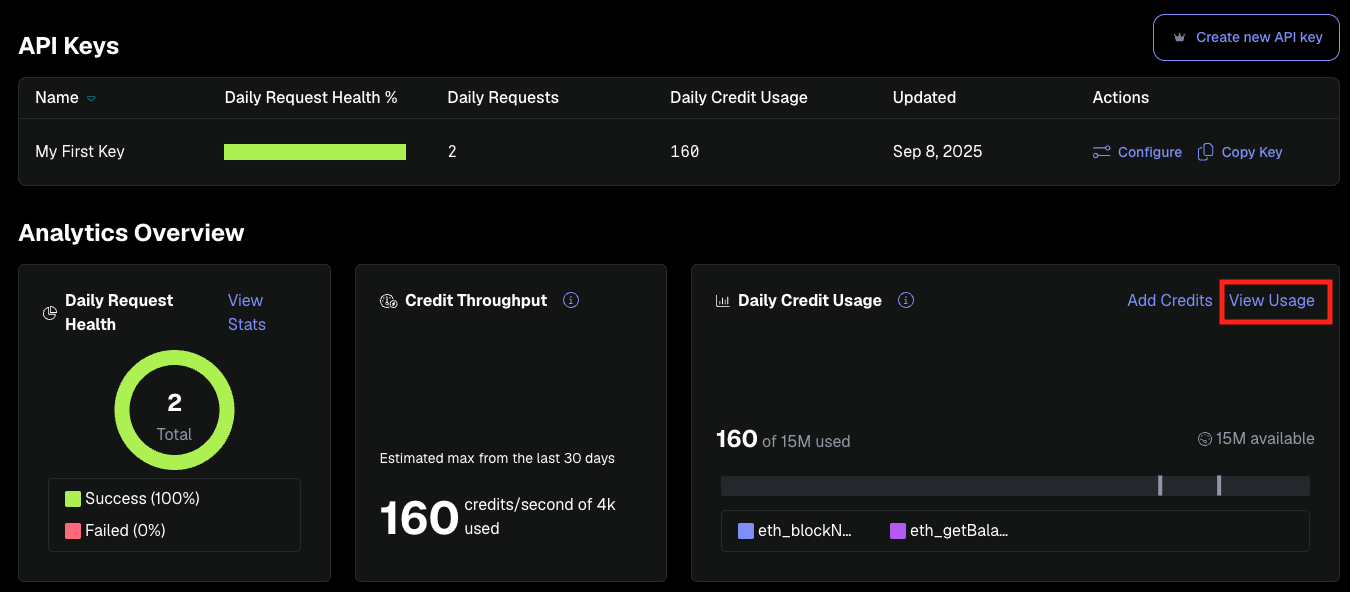 API Keys
Create new API key
Name Daily Request Health % Daily Requests Daily Credit Usage Updated Actions
My First Key 2 160 Sep 8, 2025 Configure Copy Key
Analytics Overview
Daily Request
Health
View
Stats
2
Total
Success (100%)
Failed (0%)
Credit Throughput
Estimated max from the last 30 days
160 credits/second of 4k
used
Daily Credit Usage Add Credits View Usage
160 of 15M used 15M available
eth_blockN... eth_getBala...